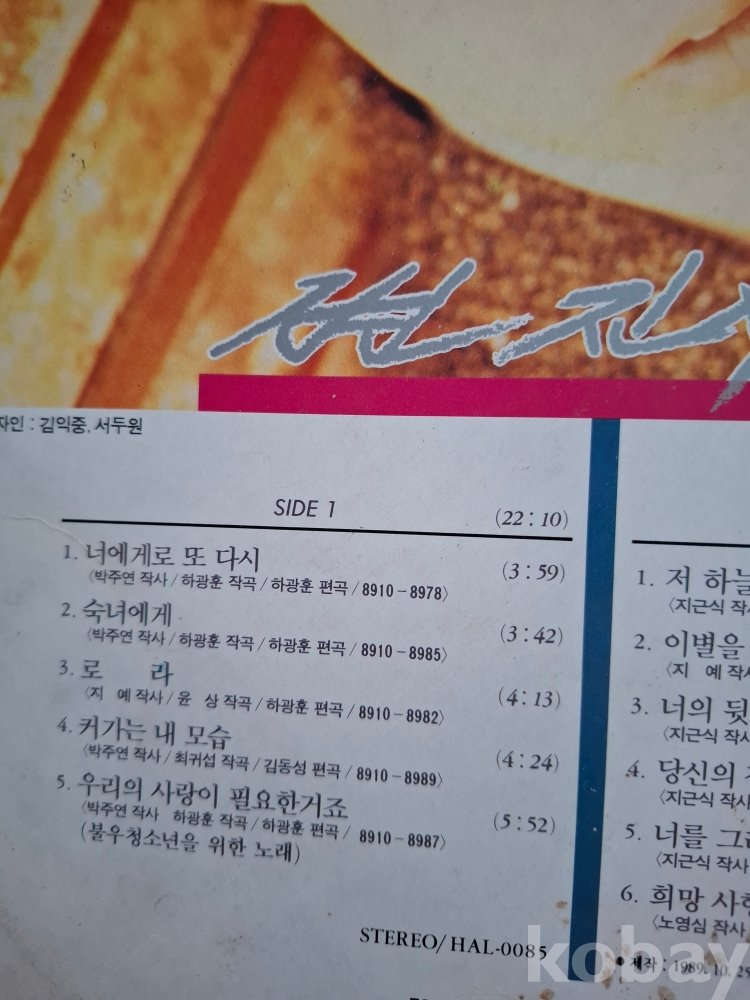 변진
자인 : 김익중, 서두원
SIDE 1 (22 : 10)
1. 너에게로 또 다시 (3 : 59)
〈박주연 작사 / 하광훈 작곡 / 하광훈 편곡 / 8910-8978〉
2. 숙녀에게 (3 : 42)
〈박주연 작사 / 하광훈 작곡 / 하광훈 편곡 / 8910-8985〉
3. 로 라 (4 : 13)
〈지 예 작사 / 윤 상 작곡 / 하광훈 편곡 / 8910-8982〉
4. 커가는 내 모습 (4 : 24)
〈박주연 작사 / 최귀섭 작곡 / 김동성 편곡 / 8910-8989〉
5. 우리의 사랑이 필요한거죠 (5 : 52)
〈박주연 작사 하광훈 작곡 / 하광훈 편곡 / 8910-8987〉
(불우청소년을 위한 노래)
STEREO/HAL-0085
1. 저 하늘
〈지근식 작사
2. 이별을
〈지 예 작사
3. 너의 뒷
〈지근식 작사
4. 당신의
〈지근식 작사
5. 너를 그리
〈지근식 작사
6. 희망 사항
〈노영심 작사
● 제작 : 1989. 10. 25
kobay